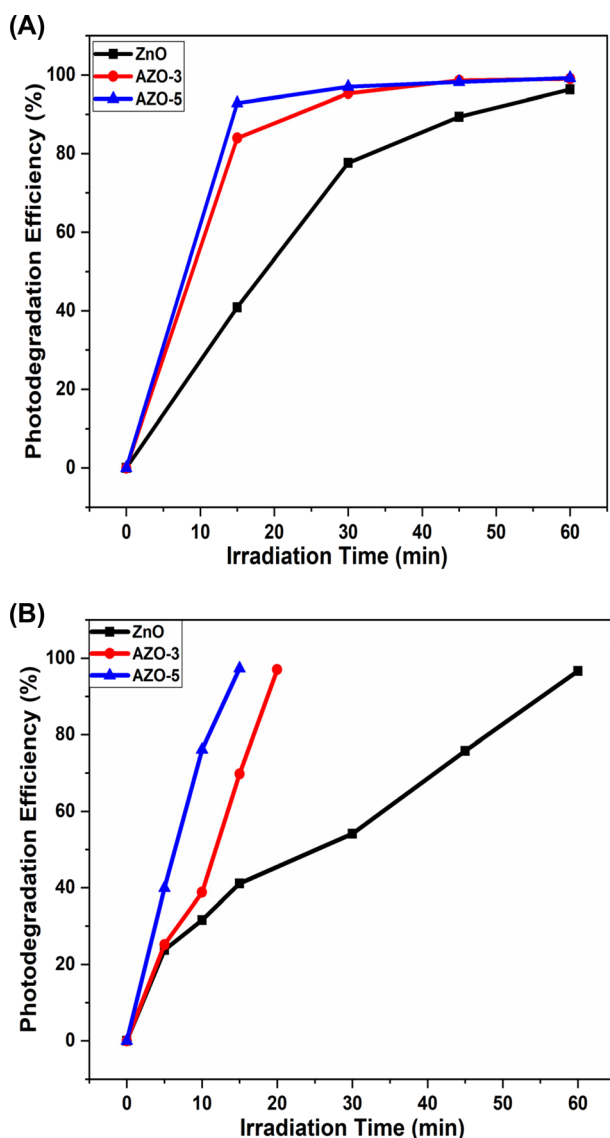 (A)
ZnO
AZO-3
AZO-5
Photodegradation Efficiency (%)
100
80
60
40
20
0
0 10 20 30 40 50 60
Irradiation Time (min)
(B)
ZnO
AZO-3
AZO-5
Photodegradation Efficiency (%)
100
80
60
40
20
0
0 10 20 30 40 50 60
Irradiation Time (min)